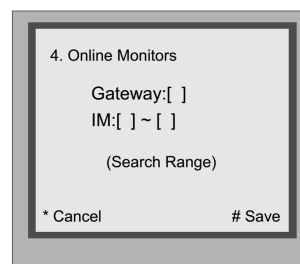 4. Online Monitors
Gateway:[ ]
IM:[ ] ~ [ ]
(Search Range)
* Cancel # Save